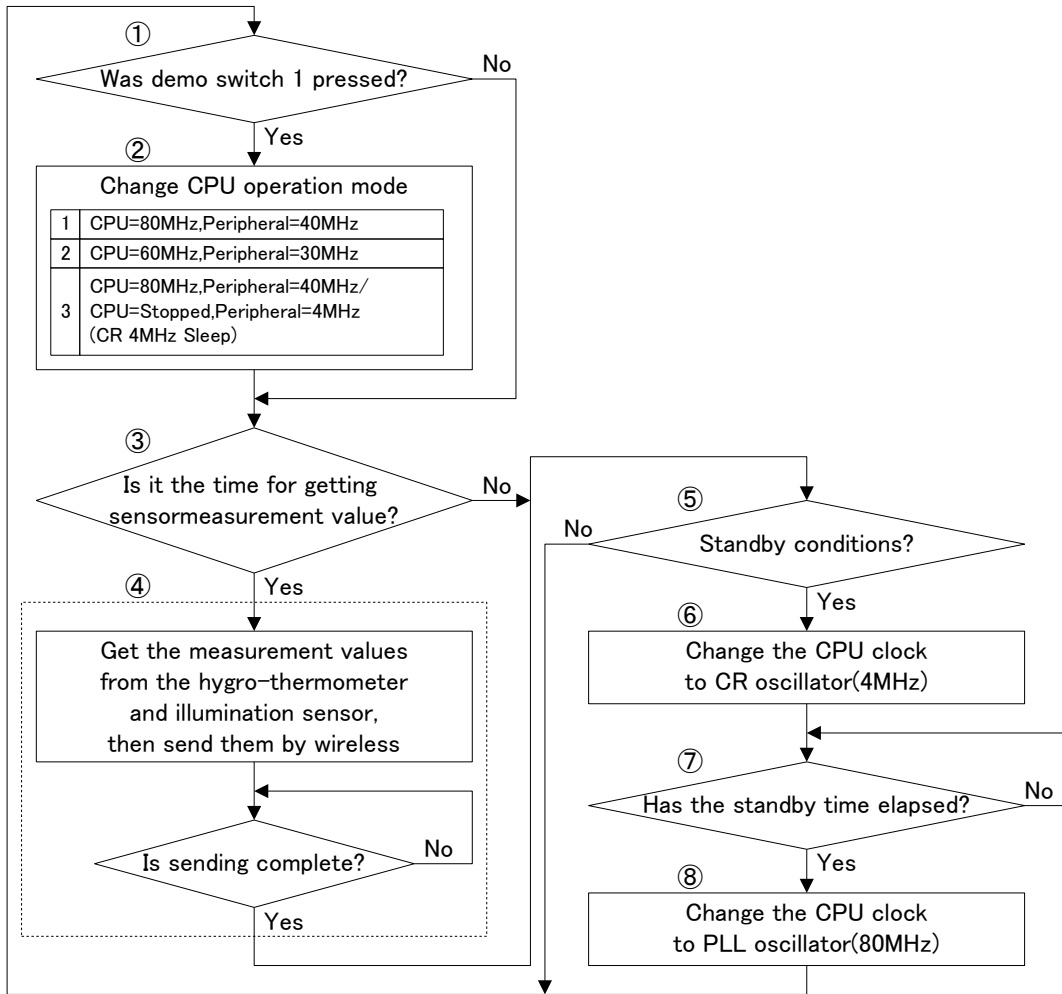 ①
Was demo switch 1 pressed?
No
Yes
②
Change CPU operation mode
1 CPU=80MHz,Peripheral=40MHz
2 CPU=60MHz,Peripheral=30MHz
3 CPU=80MHz,Peripheral=40MHz/
CPU=Stopped,Peripheral=4MHz
(CR 4MHz Sleep)
③
Is it the time for getting
sensormeasurement value?
No
Yes
④
Get the measurement values
from the hygro-thermometer
and illumination sensor,
then send them by wireless
Is sending complete?
No
Yes
⑤
Standby conditions?
No
Yes
⑥
Change the CPU clock
to CR oscillator(4MHz)
⑦
Has the standby time elapsed?
No
Yes
⑧
Change the CPU clock
to PLL oscillator(80MHz)